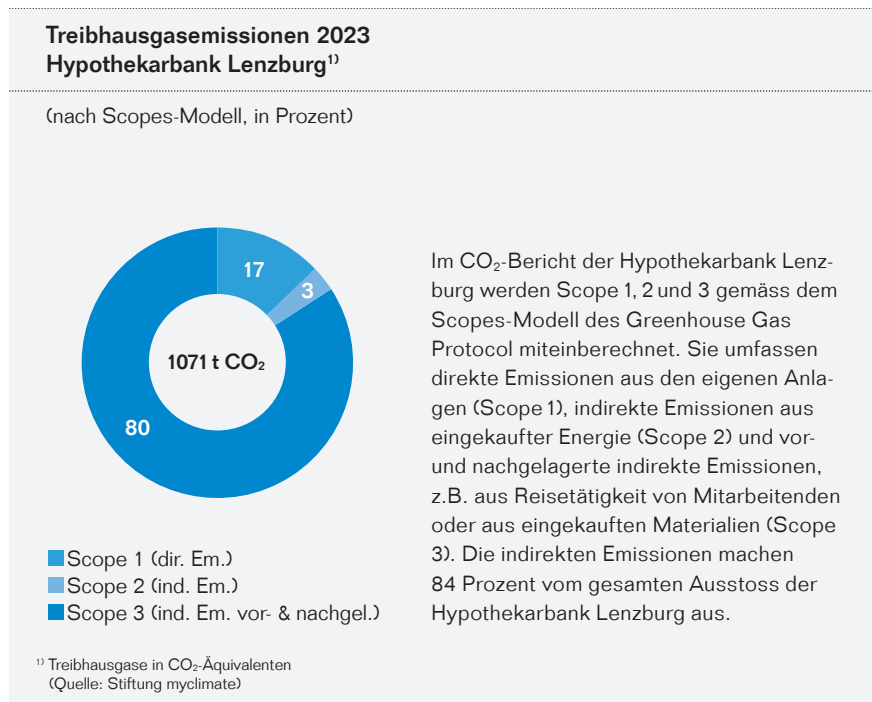 Treibhausgasemissionen 2023
Hypothekarbank Lenzburg¹⁾
(nach Scopes-Modell, in Prozent)
17
3
1071 t CO₂
80
Scope 1 (dir. Em.)
Scope 2 (ind. Em.)
Scope 3 (ind. Em. vor- & nachgel.)
Im CO₂-Bericht der Hypothekarbank Lenz-
burg werden Scope 1, 2 und 3 gemäss dem
Scopes-Modell des Greenhouse Gas
Protocol miteinberechnet. Sie umfassen
direkte Emissionen aus den eigenen Anla-
gen (Scope 1), indirekte Emissionen aus
eingekaufter Energie (Scope 2) und vor-
und nachgelagerte indirekte Emissionen,
z.B. aus Reisetätigkeit von Mitarbeitenden
oder aus eingekauften Materialien (Scope
3). Die indirekten Emissionen machen
84 Prozent vom gesamten Ausstoss der
Hypothekarbank Lenzburg aus.
¹⁾ Treibhausgase in CO₂-Äquivalenten
(Quelle: Stiftung myclimate)